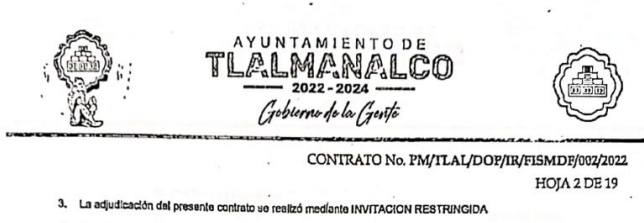 AYUNTAMIENTO DE
TLALMANALCO
2022 - 2024
Gobierno de la Gente
CONTRATO No. PM/TLAL/DOP/IR/FISMDF/002/2022
HOJA 2 DE 19
3. La adjudicación del presente contrato se realizó mediante INVITACION RESTRINGIDA